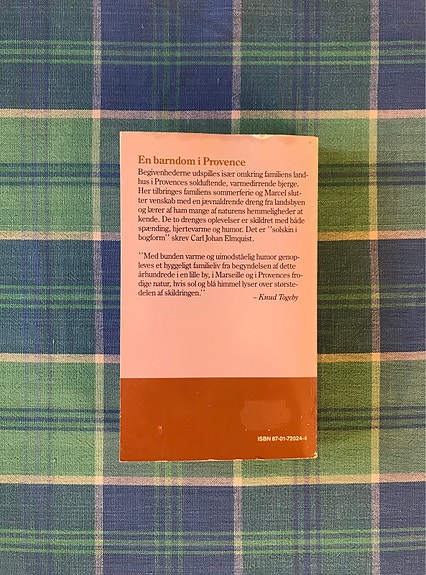 En barndom i Provence
Begivenhederne udspilles især omkring familiens land-
hus i Provences solduftende, varmedirrende bjerge.
Her tilbringes familiens sommerferie og Marcel slut-
ter venskab med en jævnaldrende dreng fra landsbyen
og lærer af ham mange af naturens hemmeligheder at
kende. De to drenges oplevelser er skildret med både
spænding, hjertevarme og humor. Det er "solskin i
bogform" skrev Carl Johan Elmquist.
"Med bunden varme og uimodståelig humor genop-
leves et hyggeligt familieliv fra begyndelsen af dette
århundrede i en lille by, i Marseille og i Provences fro-
dige natur, hvis sol og blå himmel lyser over største-
delen af skildringen."
– Knud Togeby
ISBN 87-01-72024-4